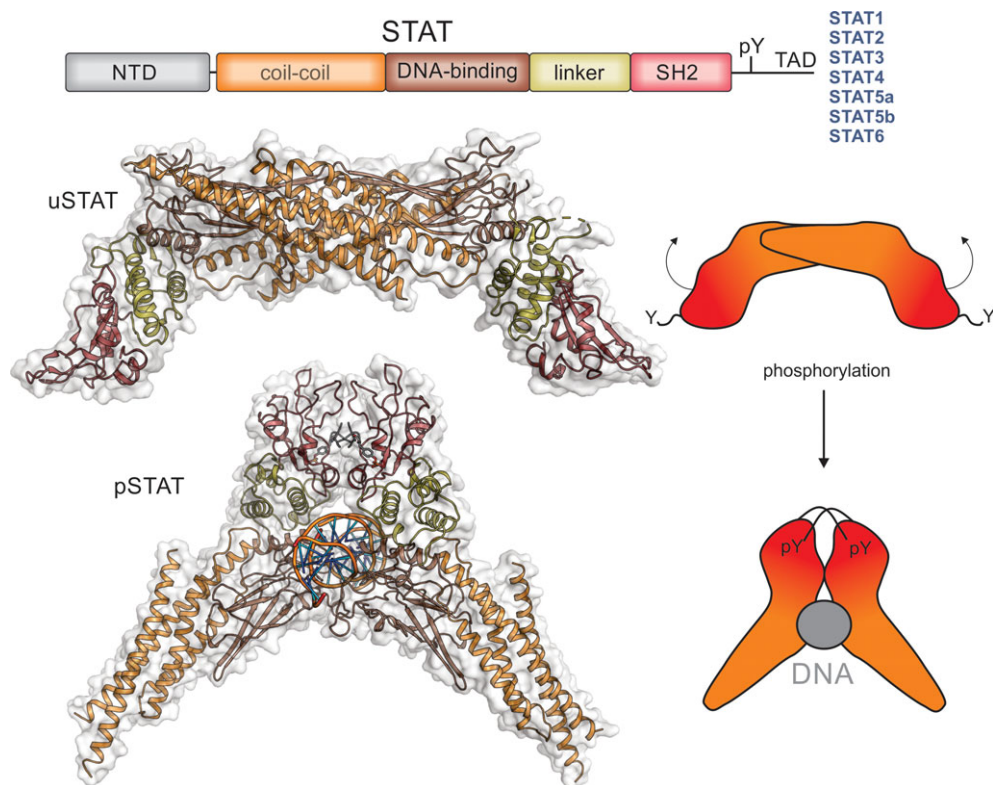 STAT
NTD
coil-coil
DNA-binding
linker
SH2
pY
TAD
STAT1
STAT2
STAT3
STAT4
STAT5a
STAT5b
STAT6
uSTAT
Y
Y
phosphorylation
pSTAT
pY
pY
DNA